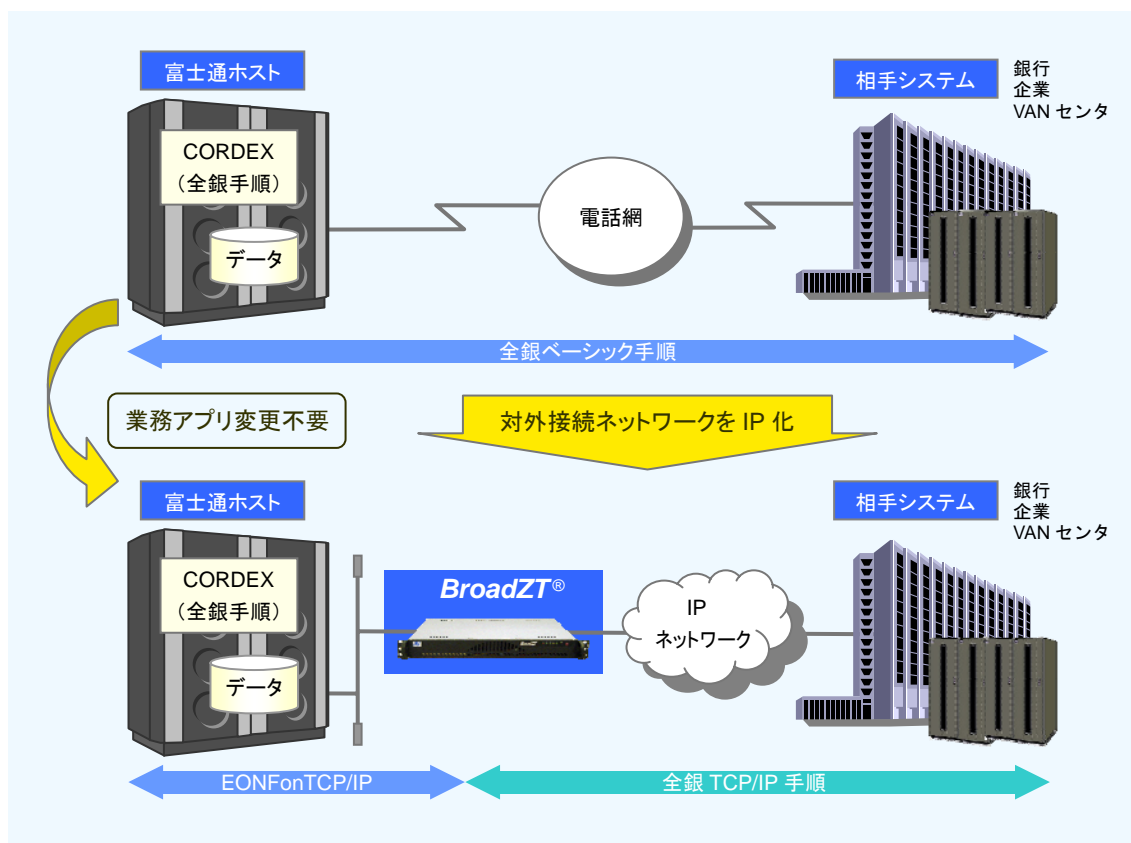 富士通ホスト
相手システム
銀行
企業
VAN センタ
CORDEX
（全銀手順）
データ
電話網
全銀ベーシック手順
業務アプリ変更不要
対外接続ネットワークを IP 化
富士通ホスト
相手システム
銀行
企業
VAN センタ
CORDEX
（全銀手順）
データ
BroadZT®
IP
ネットワーク
EONFonTCP/IP
全銀 TCP/IP 手順